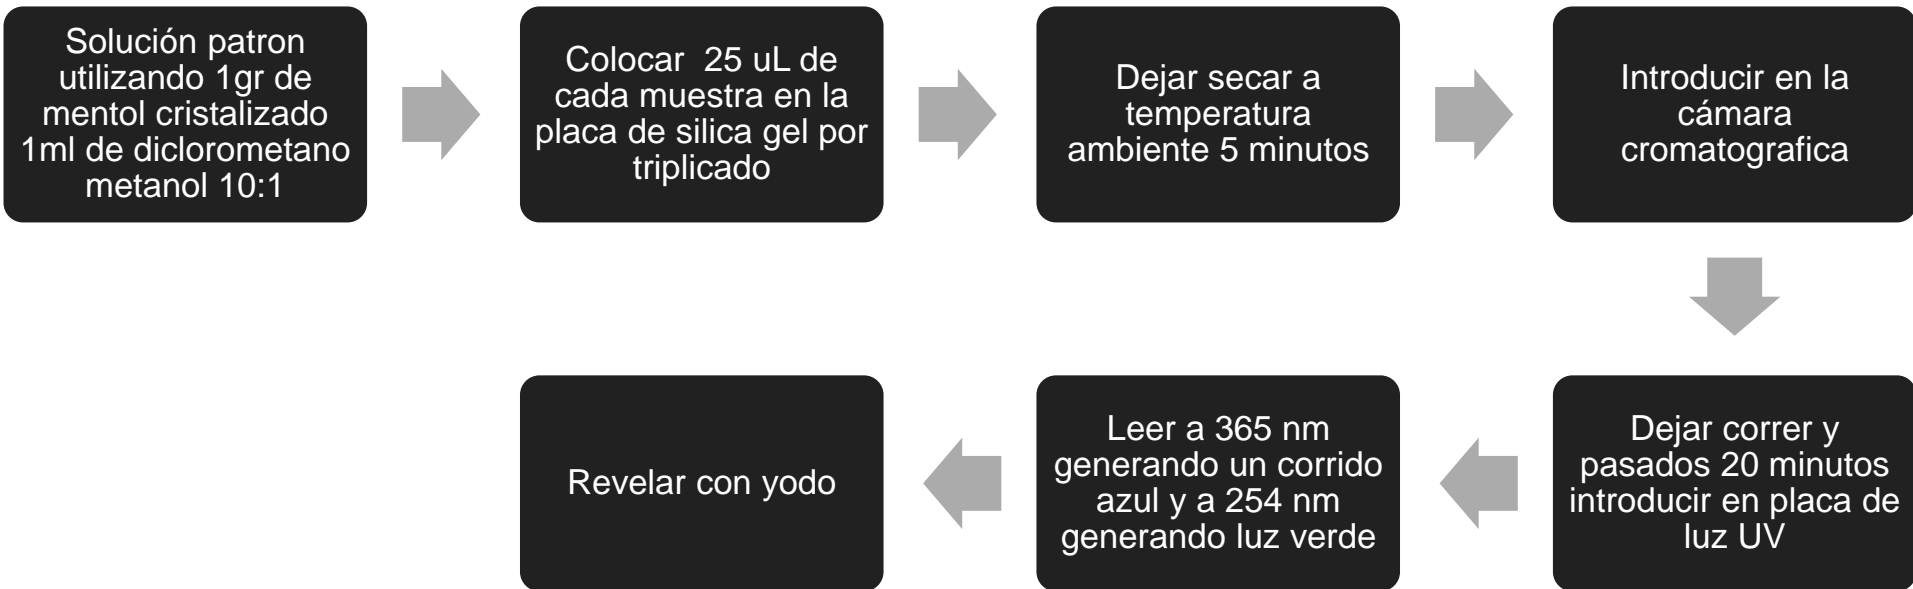 Solución patron
utilizando 1gr de
mentol cristalizado
1ml de diclorometano
metanol 10:1
Colocar 25 uL de
cada muestra en la
placa de silica gel por
triplicado
Dejar secar a
temperatura
ambiente 5 minutos
Introducir en la
cámara
cromatografica
Dejar correr y
pasados 20 minutos
introducir en placa de
luz UV
Leer a 365 nm
generando un corrido
azul y a 254 nm
generando luz verde
Revelar con yodo